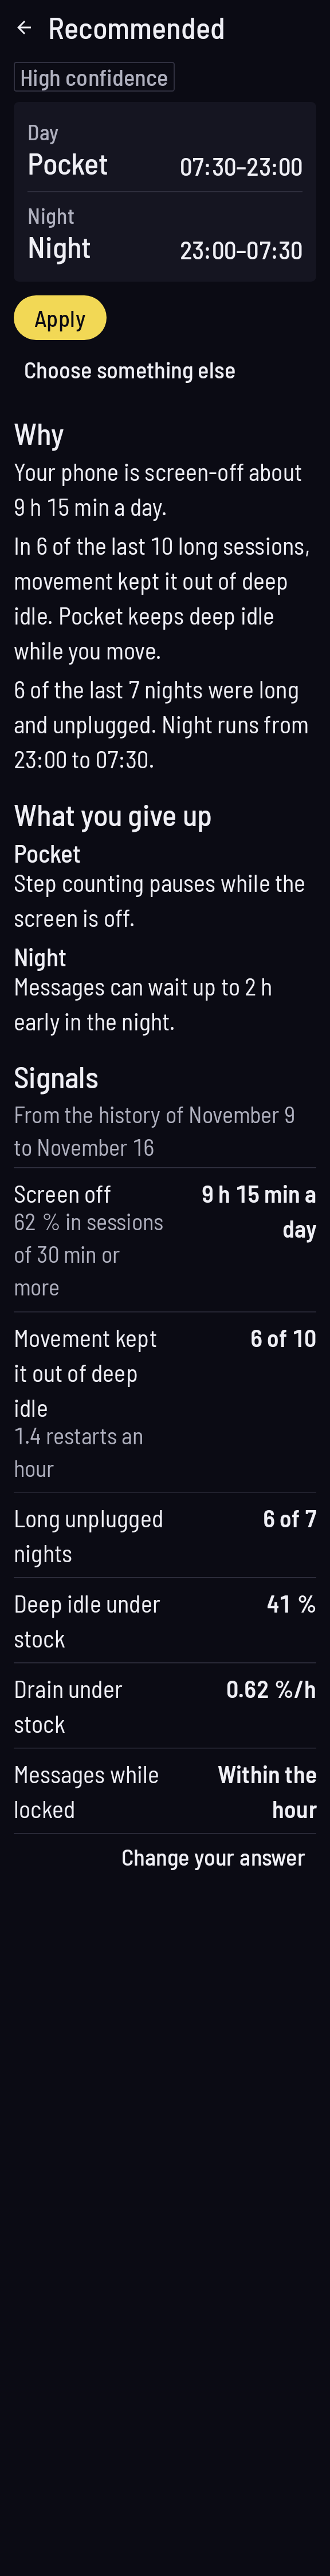 Recommended
High confidence
Day
Pocket 07:30–23:00
Night
Night 23:00–07:30
Apply
Choose something else
Why
Your phone is screen-off about
9 h 15 min a day.
In 6 of the last 10 long sessions,
movement kept it out of deep
idle. Pocket keeps deep idle
while you move.
6 of the last 7 nights were long
and unplugged. Night runs from
23:00 to 07:30.
What you give up
Pocket
Step counting pauses while the
screen is off.
Night
Messages can wait up to 2 h
early in the night.
Signals
From the history of November 9
to November 16
Screen off 9 h 15 min a
day
62 % in sessions
of 30 min or
more
Movement kept 6 of 10
it out of deep
idle
1.4 restarts an
hour
Long unplugged 6 of 7
nights
Deep idle under 41 %
stock
Drain under 0.62 %/h
stock
Messages while Within the
locked hour
Change your answer